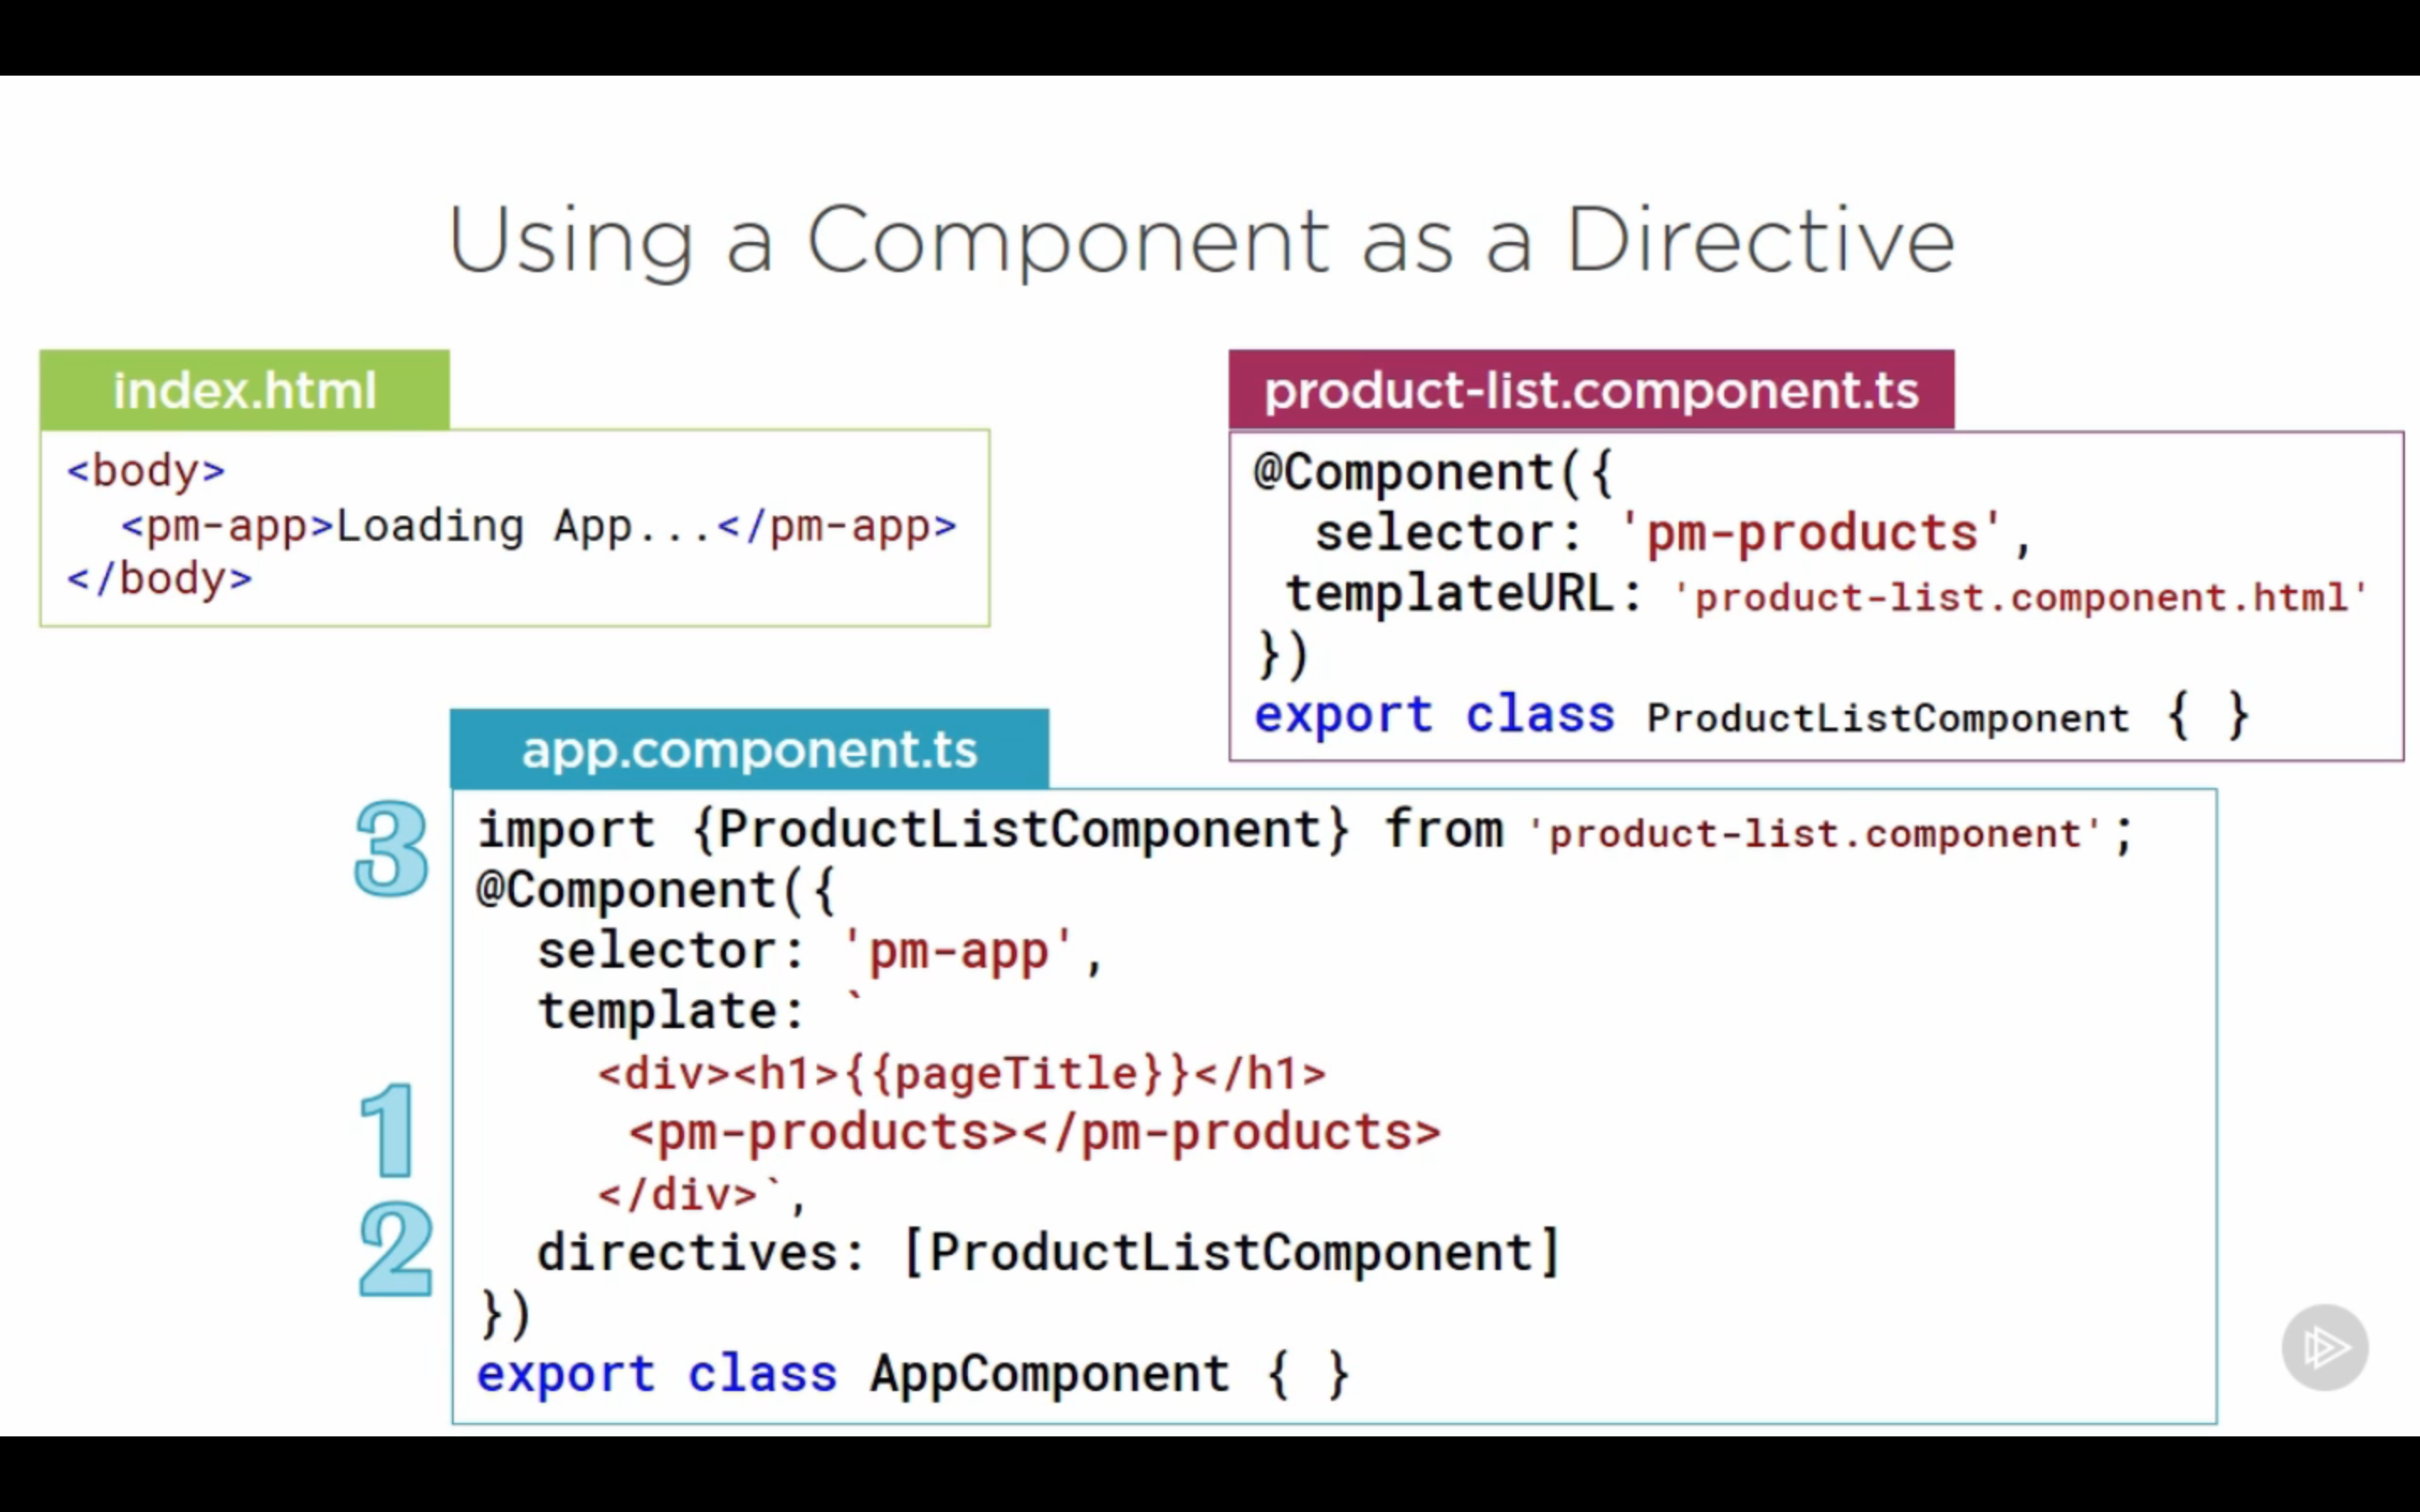 Using a Component as a Directive
index.html
<body>
  <pm-app>Loading App...</pm-app>
</body>
product-list.component.ts
@Component({
  selector: 'pm-products',
 templateURL: 'product-list.component.html'
})
export class ProductListComponent { }
app.component.ts
3
import {ProductListComponent} from 'product-list.component';
@Component({
  selector: 'pm-app',
  template: `
    <div><h1>{{pageTitle}}</h1>
1
     <pm-products></pm-products>
    </div>`,
2
  directives: [ProductListComponent]
})
export class AppComponent { }